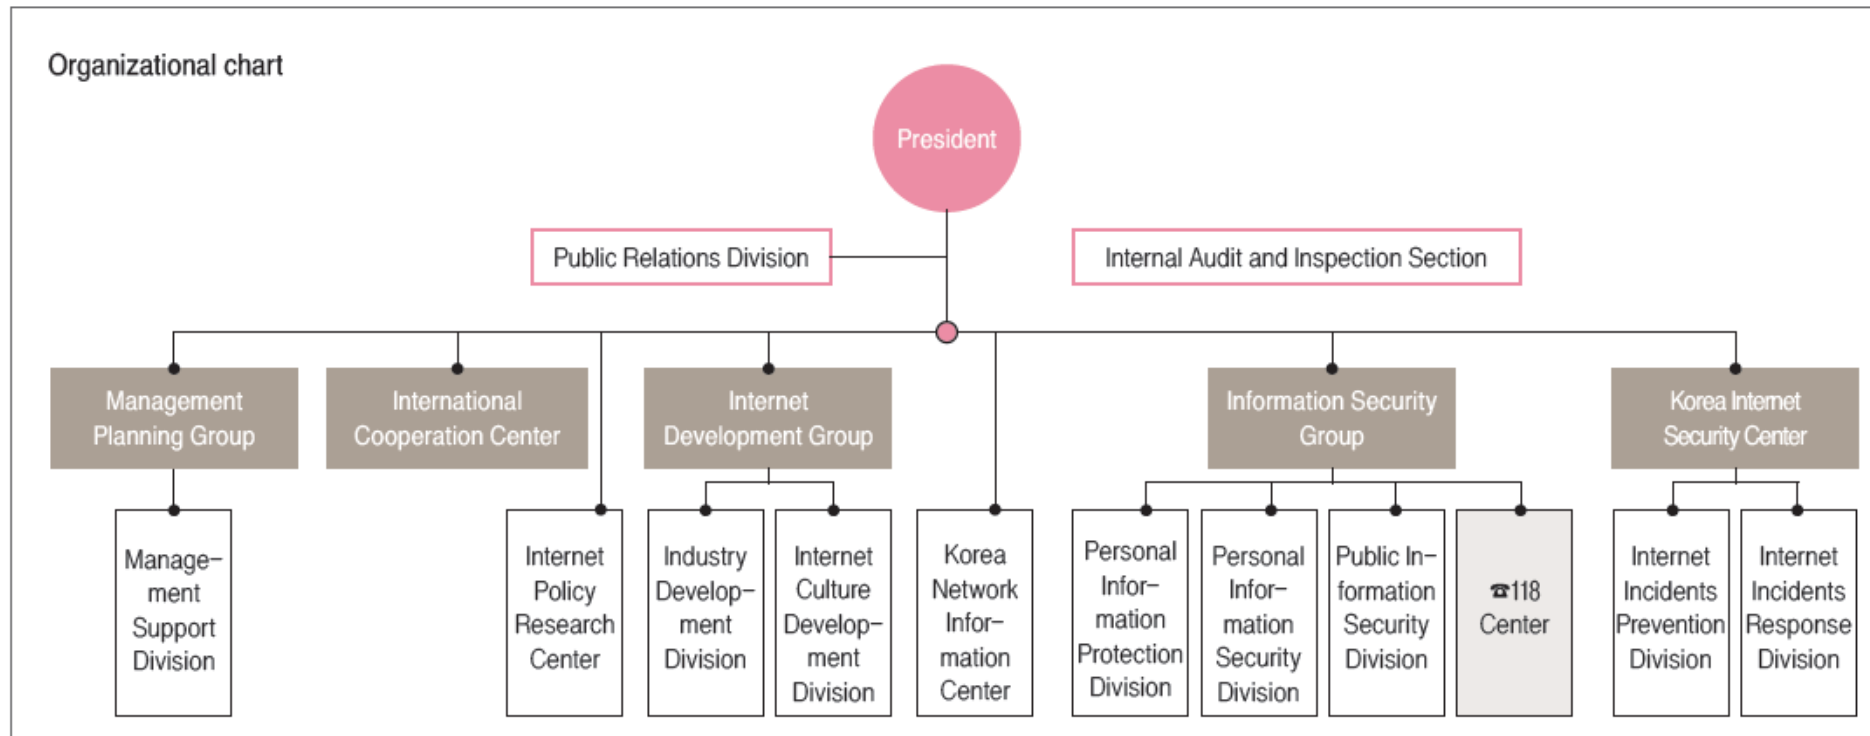 Organizational chart
President
Public Relations Division
Internal Audit and Inspection Section
Management
Planning Group
International
Cooperation Center
Internet
Development Group
Information Security
Group
Korea Internet
Security Center
Manage–
ment
Support
Division
Internet
Policy
Research
Center
Industry
Develop–
ment
Division
Internet
Culture
Develop–
ment
Division
Korea
Network
Infor–
mation
Center
Personal
Infor–
mation
Protection
Division
Personal
Infor–
mation
Security
Division
Public In–
formation
Security
Division
☎118
Center
Internet
Incidents
Prevention
Division
Internet
Incidents
Response
Division